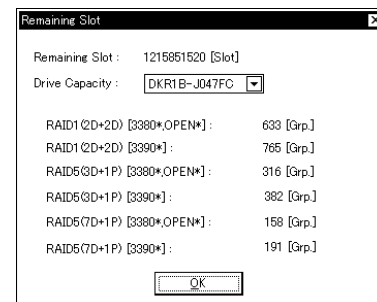 Remaining Slot
Remaining Slot : 1215851520 [Slot]
Drive Capacity : DKR1B-J047FC
RAID1(2D+2D) [3380*,OPEN*] : 633 [Grp.]
RAID1(2D+2D) [3390*] : 765 [Grp.]
RAID5(3D+1P) [3380*,OPEN*] : 316 [Grp.]
RAID5(3D+1P) [3390*] : 382 [Grp.]
RAID5(7D+1P) [3380*,OPEN*] : 158 [Grp.]
RAID5(7D+1P) [3390*] : 191 [Grp.]
OK